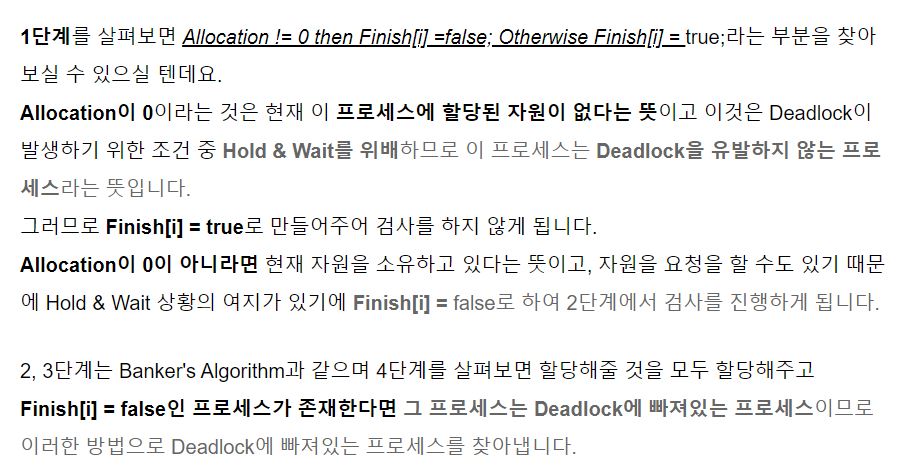 1단계를 살펴보면 Allocation != 0 then Finish[i] =false; Otherwise Finish[i] = true;라는 부분을 찾아
보실 수 있으실 텐데요.
Allocation이 0이라는 것은 현재 이 프로세스에 할당된 자원이 없다는 뜻이고 이것은 Deadlock이
발생하기 위한 조건 중 Hold & Wait를 위배하므로 이 프로세스는 Deadlock을 유발하지 않는 프로
세스라는 뜻입니다.
그러므로 Finish[i] = true로 만들어주어 검사를 하지 않게 됩니다.
Allocation이 0이 아니라면 현재 자원을 소유하고 있다는 뜻이고, 자원을 요청을 할 수도 있기 때문
에 Hold & Wait 상황의 여지가 있기에 Finish[i] = false로 하여 2단계에서 검사를 진행하게 됩니다.
2, 3단계는 Banker's Algorithm과 같으며 4단계를 살펴보면 할당해줄 것을 모두 할당해주고
Finish[i] = false인 프로세스가 존재한다면 그 프로세스는 Deadlock에 빠져있는 프로세스이므로
이러한 방법으로 Deadlock에 빠져있는 프로세스를 찾아냅니다.